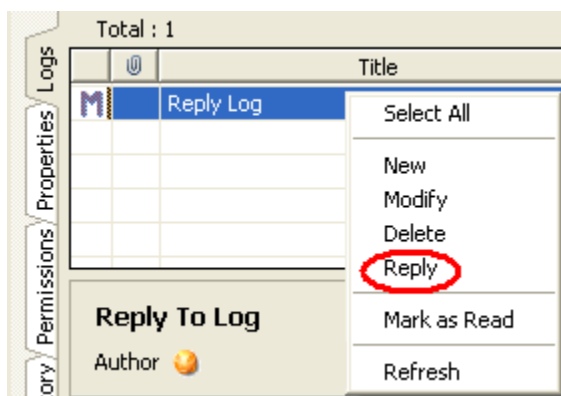 Total : 1
Title
Reply Log
Select All
New
Modify
Delete
Reply
Mark as Read
Refresh
Reply To Log
Author
Logs
Properties
Permissions